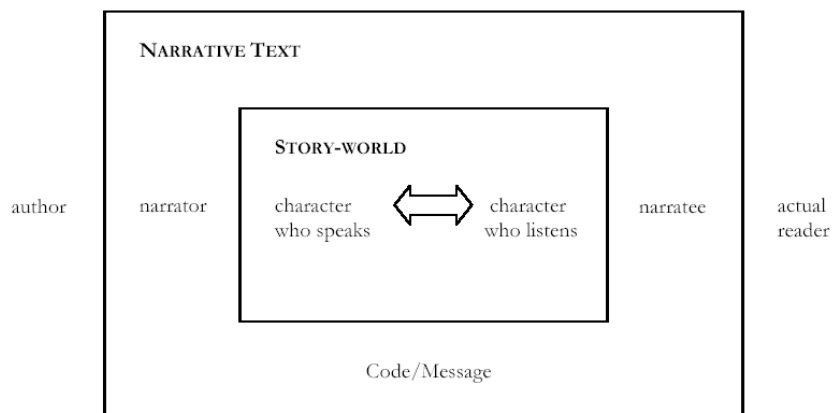 NARRATIVE TEXT
STORY-WORLD
author
narrator
character
who speaks
character
who listens
narratee
actual
reader
Code/Message